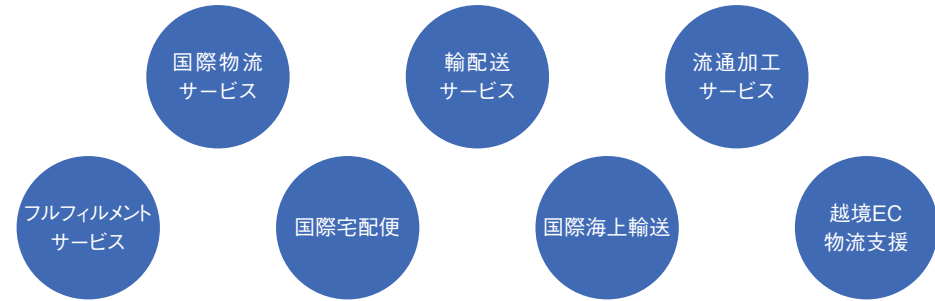 国際物流
サービス
輸配送
サービス
流通加工
サービス
フルフィルメント
サービス
国際宅配便
国際海上輸送
越境EC
物流支援